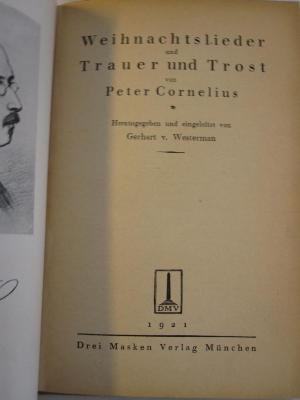 Weihnachtslieder
und
Trauer und Trost
von
Peter Cornelius
*
Herausgegeben und eingeleitet von
Gerhart v. Westerman
DMV
1921
Drei Masken Verlag München